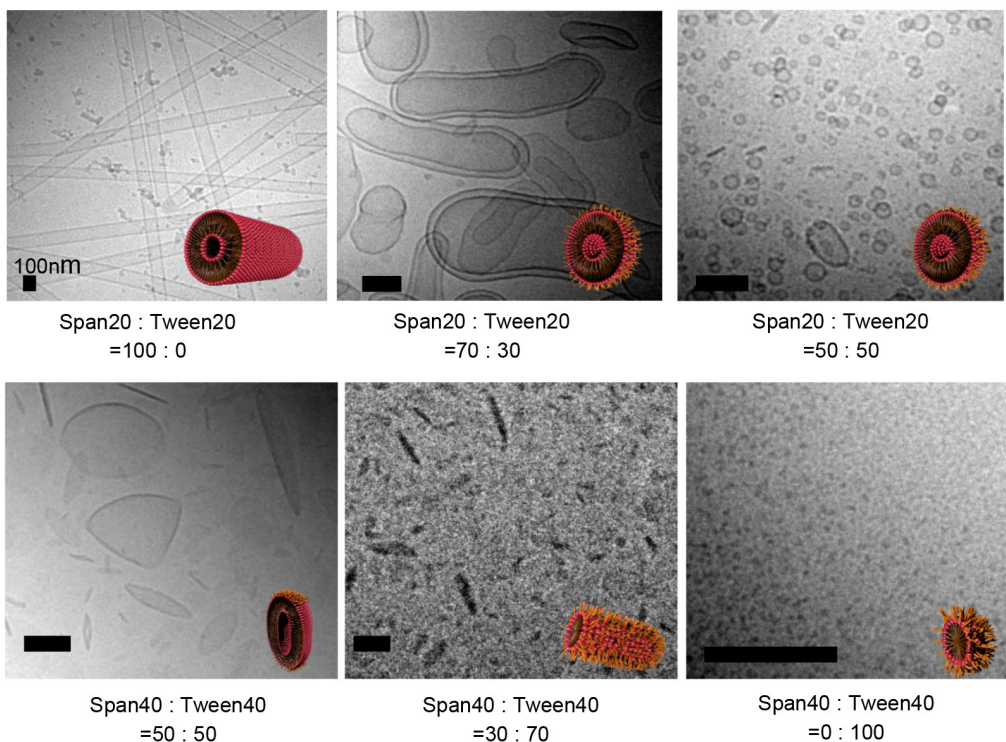 100nm
Span20 : Tween20
=100 : 0
Span20 : Tween20
=70 : 30
Span20 : Tween20
=50 : 50
Span40 : Tween40
=50 : 50
Span40 : Tween40
=30 : 70
Span40 : Tween40
=0 : 100